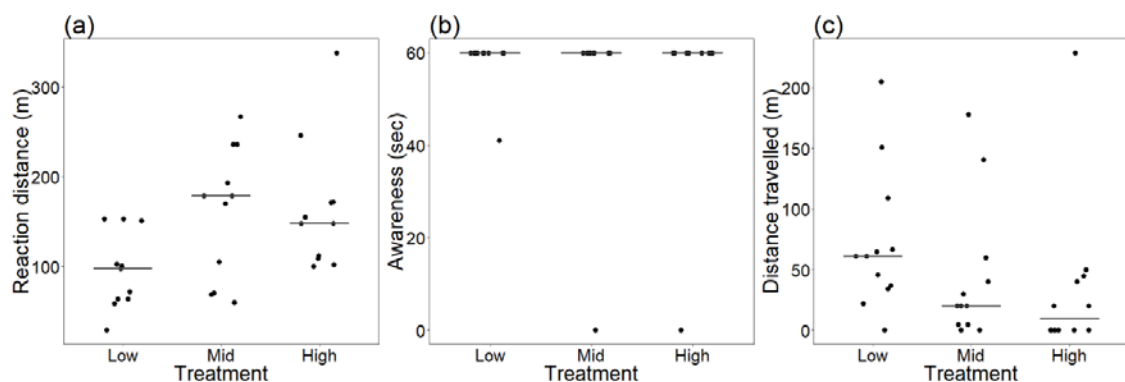 (a)
Reaction distance (m)
300
200
100
Low Mid High
Treatment
(b)
Awareness (sec)
60
40
20
0
Low Mid High
Treatment
(c)
Distance travelled (m)
200
150
100
50
0
Low Mid High
Treatment